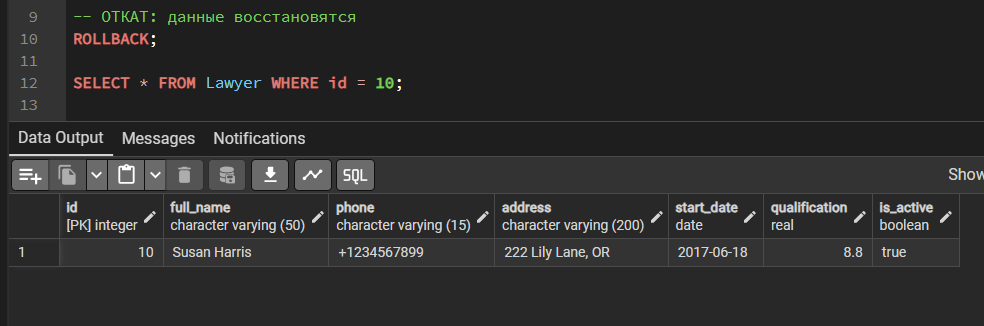 9 -- ОТКАТ: данные восстановятся
10 ROLLBACK;
11
12 SELECT * FROM Lawyer WHERE id = 10;
13
Data Output Messages Notifications
SQL Show
id full_name phone address start_date qualification is_active
[PK] integer character varying (50) character varying (15) character varying (200) date real boolean
1 10 Susan Harris +1234567899 222 Lily Lane, OR 2017-06-18 8.8 true